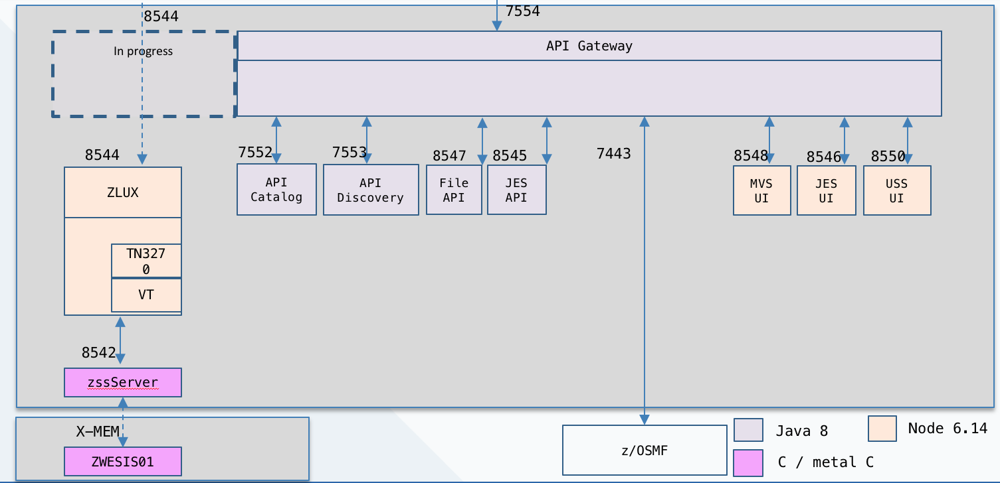 8544
7554
In progress
API Gateway
7552
7553
8547
8545
7443
8548
8546
8550
8544
API
Catalog
API
Discovery
File
API
JES
API
MVS
UI
JES
UI
USS
UI
ZLUX
TN327
0
VT
8542
zssServer
X-MEM
ZWESIS01
z/OSMF
Java 8
Node 6.14
C / metal C